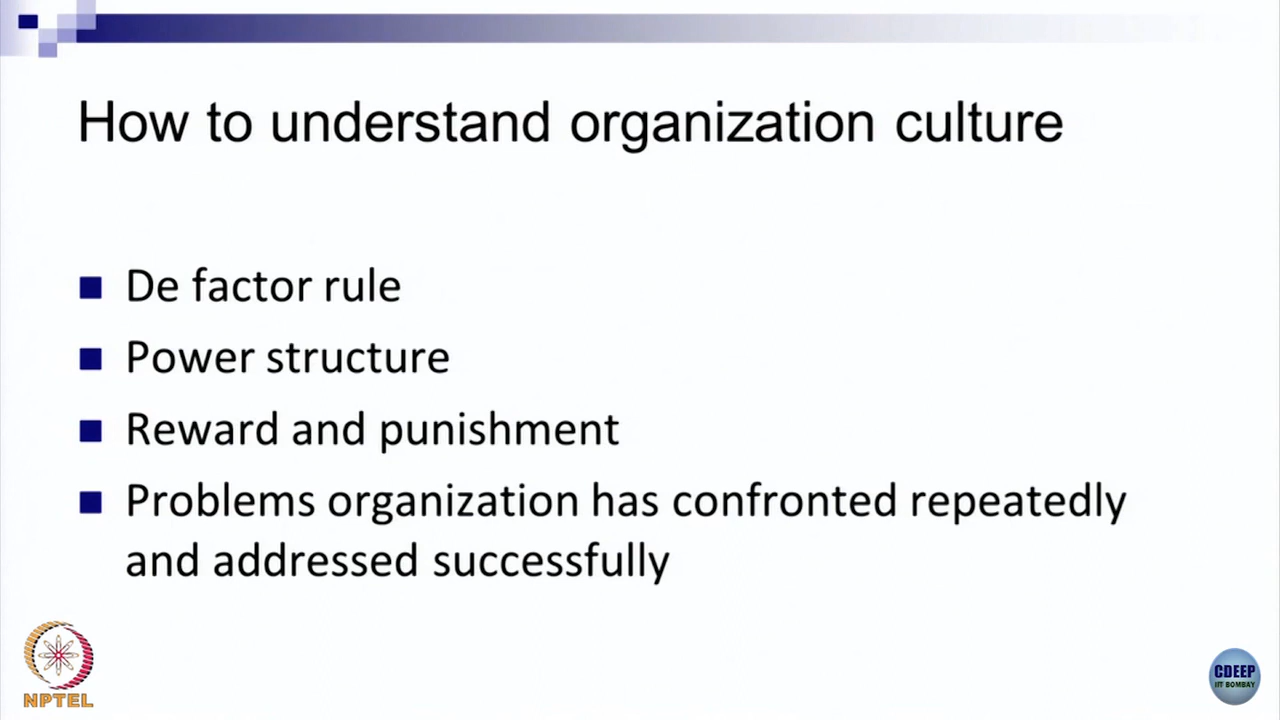 How to understand organization culture
De factor rule
Power structure
Reward and punishment
Problems organization has confronted repeatedly
and addressed successfully
NPTEL
CDEEP
IIT BOMBAY